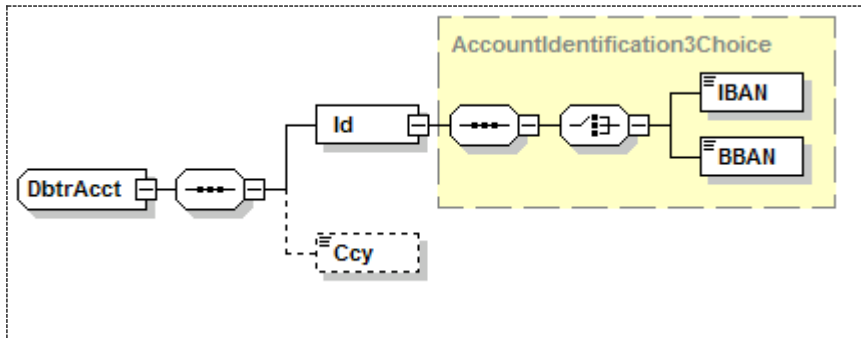 AccountIdentification3Choice
IBAN
Id
BBAN
DbtrAcct
Ccy